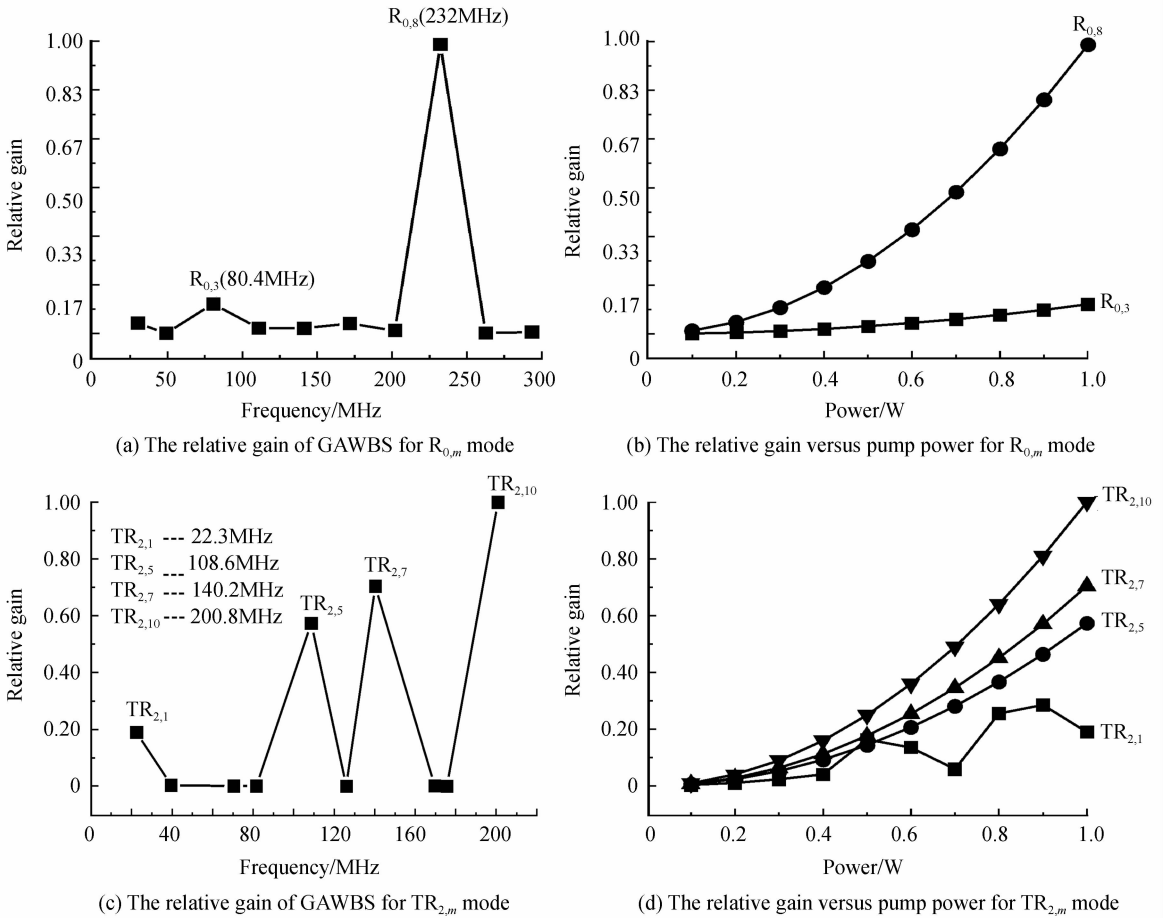 R0,8(232MHz)
1.00
0.83
0.67
0.50
0.33
0.17
0
Relative gain
R0,3(80.4MHz)
0 50 100 150 200 250 300
Frequency/MHz
(a) The relative gain of GAWBS for R0,m mode
R0,8
1.00
0.83
0.67
0.50
0.33
0.17
0
Relative gain
R0,3
0 0.2 0.4 0.6 0.8 1.0
Power/W
(b) The relative gain versus pump power for R0,m mode
TR2,10
1.00
0.80
0.60
0.40
0.20
0
Relative gain
TR2,1 --- 22.3MHz
TR2,5 --- 108.6MHz
TR2,7 --- 140.2MHz
TR2,10 --- 200.8MHz
TR2,7
TR2,5
TR2,1
0 40 80 120 160 200
Frequency/MHz
(c) The relative gain of GAWBS for TR2,m mode
TR2,10
1.00
0.80
0.60
0.40
0.20
0
Relative gain
TR2,7
TR2,5
TR2,1
0 0.2 0.4 0.6 0.8 1.0
Power/W
(d) The relative gain versus pump power for TR2,m mode